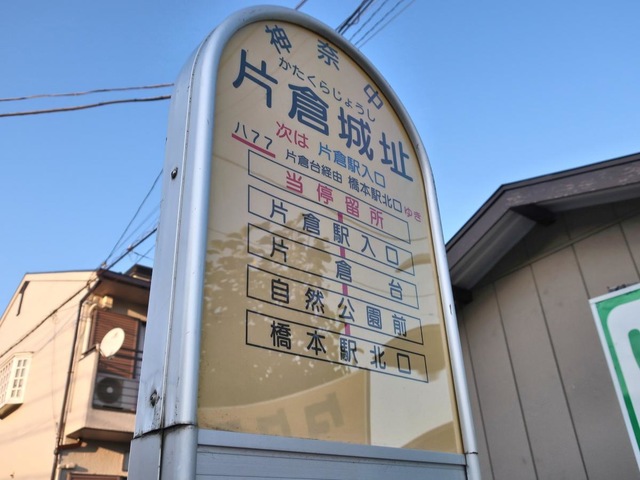 神奈中
かたくらじょうし
片倉城址
次は 片倉駅入口
ハ77 片倉台経由 橋本駅北口 ゆき
当停留所
片倉駅入口
片倉台
自然公園前
橋本駅北口